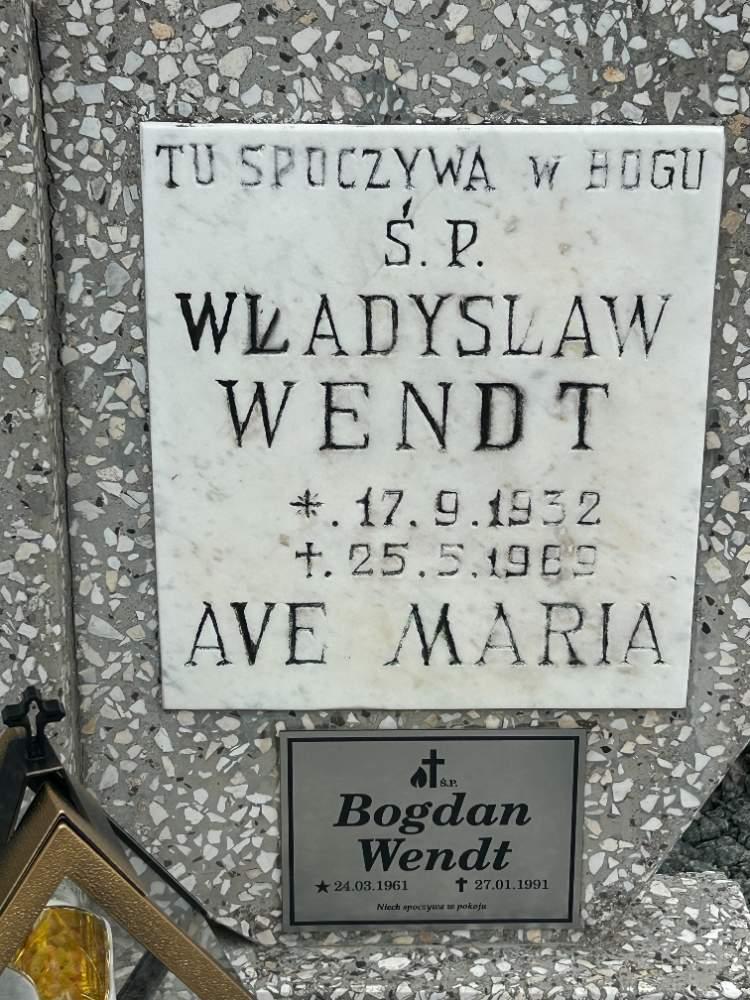 TU SPOCZYWA W BOGU
Ś. P.
WŁADYSŁAW
WENDT
*. 17. 9. 1932
†. 25. 5. 1989
AVE MARIA
Ś.P.
Bogdan
Wendt
★ 24.03.1961 † 27.01.1991
Niech spoczywa w pokoju